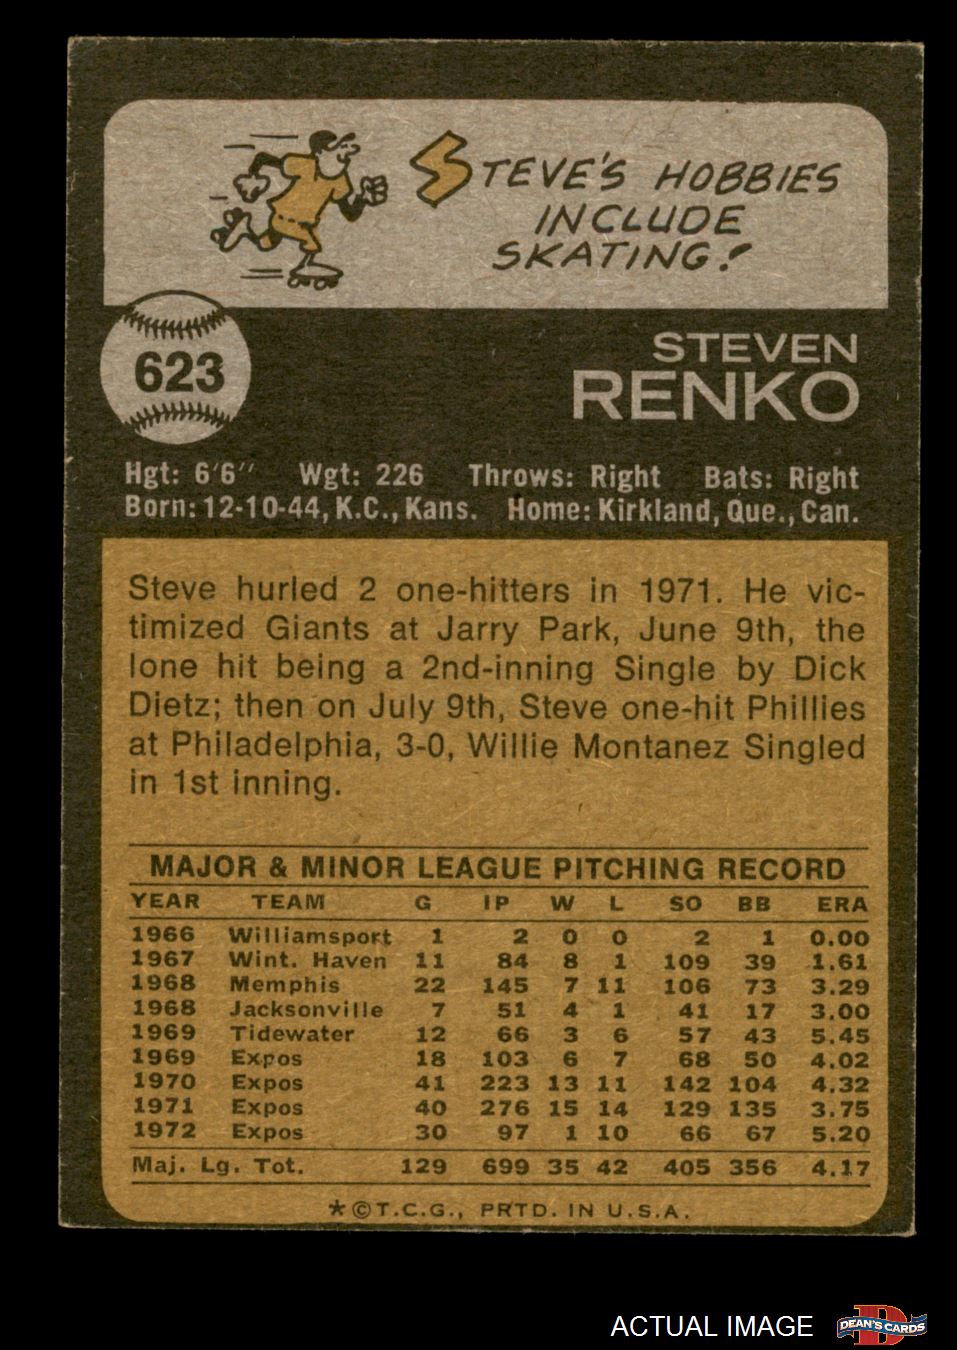 STEVE'S HOBBIES
INCLUDE
SKATING!
623
STEVEN
RENKO
Hgt: 6'6" Wgt: 226 Throws: Right Bats: Right
Born: 12-10-44, K.C., Kans. Home: Kirkland, Que., Can.
Steve hurled 2 one-hitters in 1971. He vic-
timized Giants at Jarry Park, June 9th, the
lone hit being a 2nd-inning Single by Dick
Dietz; then on July 9th, Steve one-hit Phillies
at Philadelphia, 3-0, Willie Montanez Singled
in 1st inning.
MAJOR & MINOR LEAGUE PITCHING RECORD
YEAR TEAM G IP W L SO BB ERA
1966 Williamsport 1 2 0 0 2 1 0.00
1967 Wint. Haven 11 84 8 1 109 39 1.61
1968 Memphis 22 145 7 11 106 73 3.29
1968 Jacksonville 7 51 4 1 41 17 3.00
1969 Tidewater 12 66 3 6 57 43 5.45
1969 Expos 18 103 6 7 68 50 4.02
1970 Expos 41 223 13 11 142 104 4.32
1971 Expos 40 276 15 14 129 135 3.75
1972 Expos 30 97 1 10 66 67 5.20
Maj. Lg. Tot. 129 699 35 42 405 356 4.17
*©T.C.G., PRTD. IN U.S.A.
ACTUAL IMAGE
DEAN'S CARDS